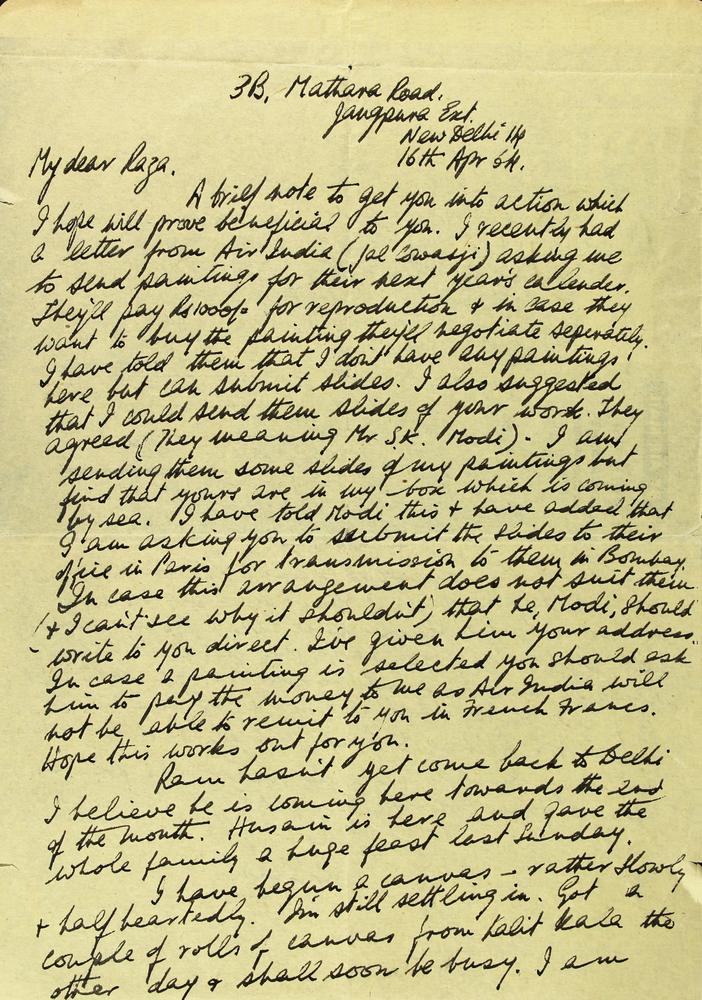 3B, Mathara Road.
Jangpura Ext.
New Delhi 14
16th Apr 64.
My dear Raza.
A brief note to get you into action which
I hope will prove beneficial to you. I recently had
a letter from Air India (Jal Cowasji) asking me
to send paintings for their next year's calender.
They'll pay Rs1000/- for reproduction & in case they
want to buy the painting they'll negotiate seperately.
I have told them that I don't have any paintings
here but can submit slides. I also suggested
that I could send them slides of your work. They
agreed (They meaning Mr S.K. Modi) - I am
sending them some slides of my paintings but
find that yours are in my box which is coming
by sea. I have told Modi this & have added that
I am asking you to submit the slides to their
office in Paris for transmission to them in Bombay.
In case this arrangement does not suit them
(& I can't see why it shouldn't) that he, Modi, should
write to you direct. I've given him your address.
In case a painting is selected you should ask
him to pay the money to me as Air India will
not be able to remit to you in French Francs.
Hope this works out for you.
Ram hasn't yet come back to Delhi
I believe he is coming here towards the end
of the month. Husain is here and gave the
whole family a huge feast last Sunday.
I have begun a canvas - rather slowly
& half heartedly. I'm still settling in. Got a
couple of rolls of canvas from Lalit Kala the
other day & shall soon be busy. I am